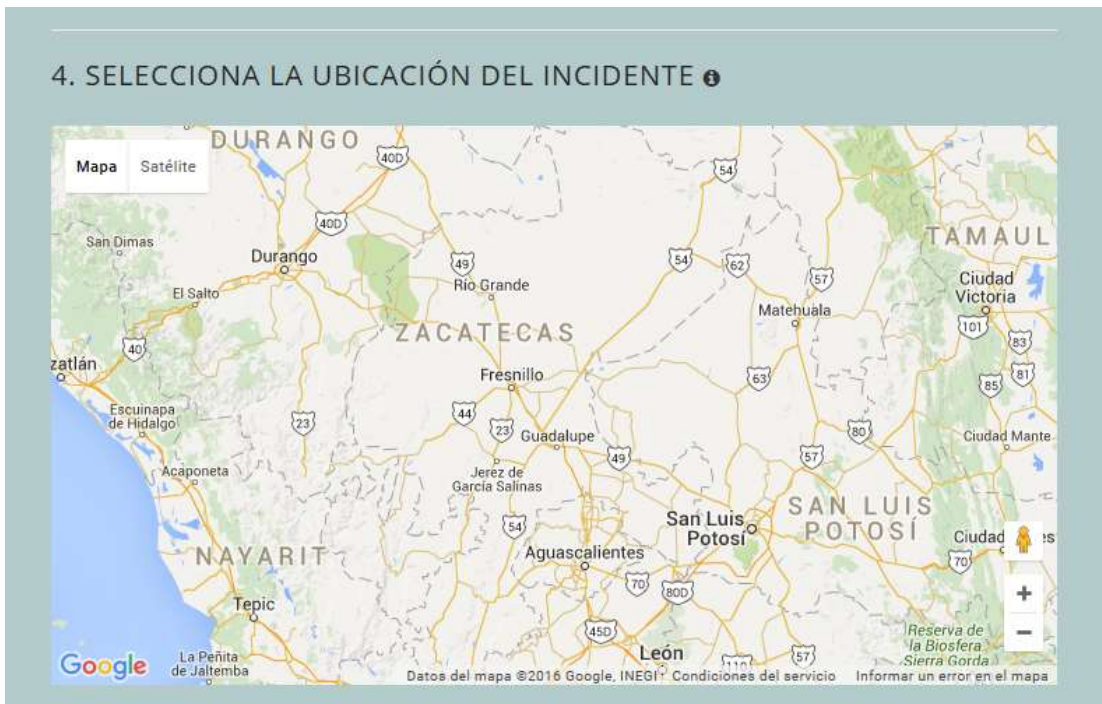 4. SELECCIONA LA UBICACIÓN DEL INCIDENTE
Mapa
Satélite
DURANGO
40D
54
San Dimas
40D
TAMAUL
Durango
49
54
62
57
Ciudad
Victoria
El Salto
Río Grande
Matehuala
ZACATECAS
101
83
40
zatlán
Fresnillo
63
85
81
Escuinapa
de Hidalgo
23
44
23
Guadalupe
80
Ciudad Mante
49
57
Acaponeta
Jerez de
García Salinas
SAN LUIS
POTOSÍ
54
San Luis
Potosí
Ciudad
es
NAYARIT
Aguascalientes
70
70
80D
Tepic
45D
Reserva de
la Biosfera
Sierra Gorda
León
57
110
Google
La Peñita
de Jaltemba
Datos del mapa ©2016 Google, INEGI
Condiciones del servicio
Informar un error en el mapa